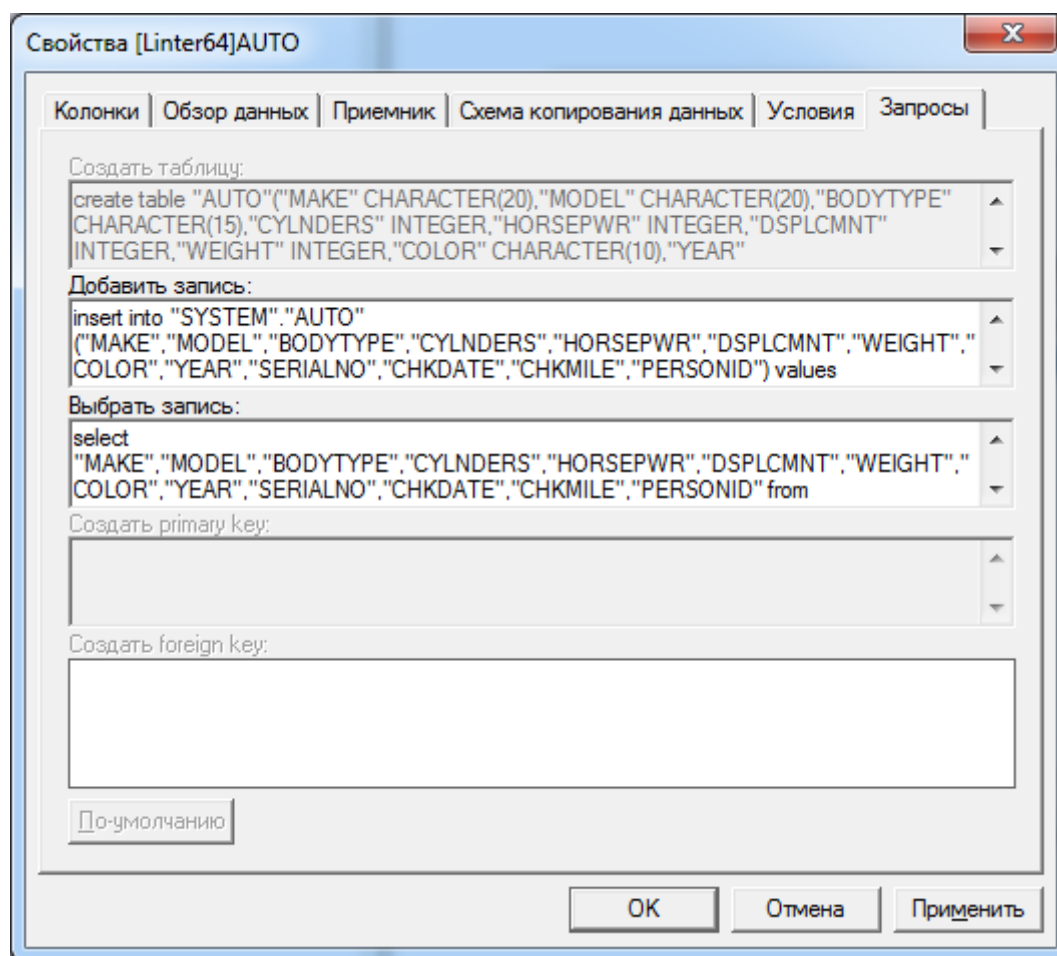 Свойства [Linter64]AUTO
Колонки Обзор данных Приемник Схема копирования данных Условия Запросы
Создать таблицу:
create table "AUTO"("MAKE" CHARACTER(20),"MODEL" CHARACTER(20),"BODYTYPE"
CHARACTER(15),"CYLNDERS" INTEGER,"HORSEPWR" INTEGER,"DSPLCMNT"
INTEGER,"WEIGHT" INTEGER,"COLOR" CHARACTER(10),"YEAR"
Добавить запись:
insert into "SYSTEM"."AUTO"
("MAKE","MODEL","BODYTYPE","CYLNDERS","HORSEPWR","DSPLCMNT","WEIGHT","
COLOR","YEAR","SERIALNO","CHKDATE","CHKMILE","PERSONID") values
Выбрать запись:
select
"MAKE","MODEL","BODYTYPE","CYLNDERS","HORSEPWR","DSPLCMNT","WEIGHT","
COLOR","YEAR","SERIALNO","CHKDATE","CHKMILE","PERSONID" from
Создать primary key:
Создать foreign key:
По-умолчанию
OK Отмена Применить